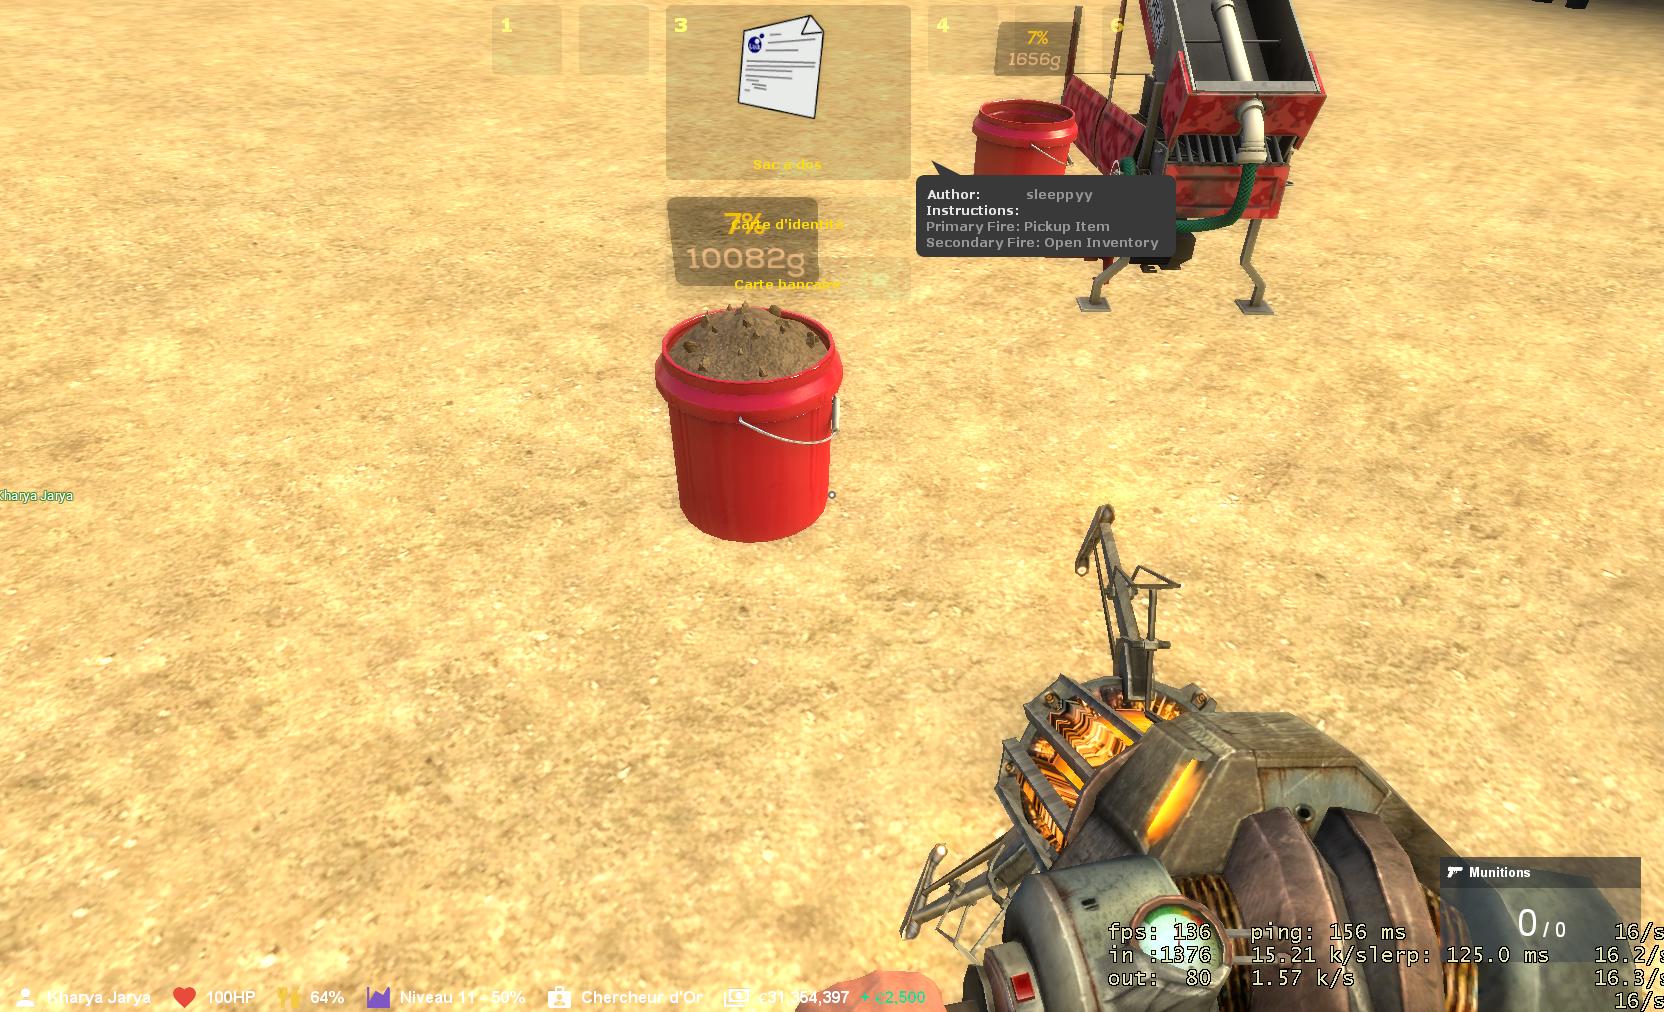 1
3
4
6
7%
1656g
Sac à dos
Author: sleeppyy
Instructions:
Primary Fire: Pickup Item
Secondary Fire: Open Inventory
7%
Carte d'identité
10082g
Carte bancaire
Kharya Jarya
Munitions
0 / 0
fps: 136 ping: 156 ms 16/s
in :1376 15.21 k/s lerp: 125.0 ms 16.2/s
out: 80 1.57 k/s 16.3/s
16/s
Kharya Jarya 100HP 64% Niveau 11 - 50% Chercheur d'Or €31,354,397 + €2,500